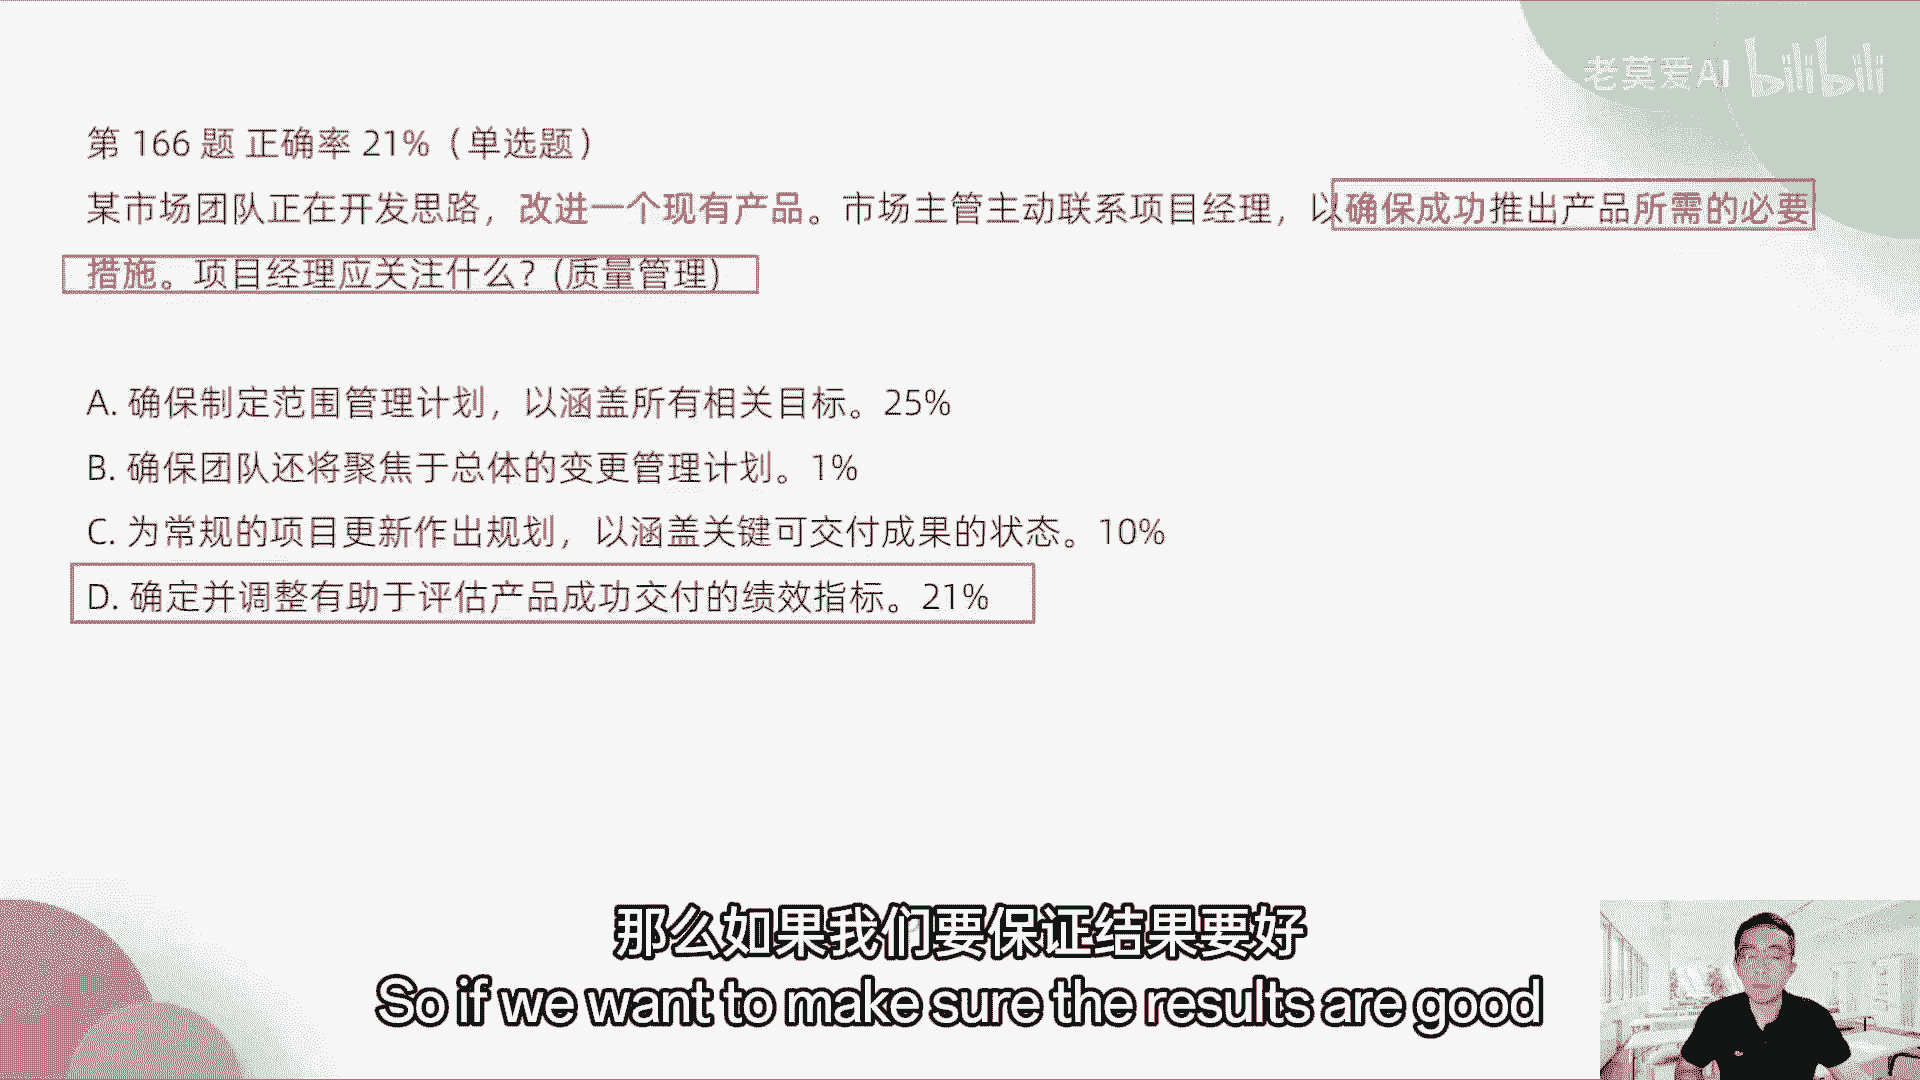 老莫爱AI bilibili
第 166 题 正确率 21%（单选题）
某市场团队正在开发思路，改进一个现有产品。市场主管主动联系项目经理，以确保成功推出产品所需的必要
措施。项目经理应关注什么？(质量管理)
A. 确保制定范围管理计划，以涵盖所有相关目标。25%
B. 确保团队还将聚焦于总体的变更管理计划。1%
C. 为常规的项目更新作出规划，以涵盖关键可交付成果的状态。10%
D. 确定并调整有助于评估产品成功交付的绩效指标。21%
那么如果我们要保证结果要好
So if we want to make sure the results are good